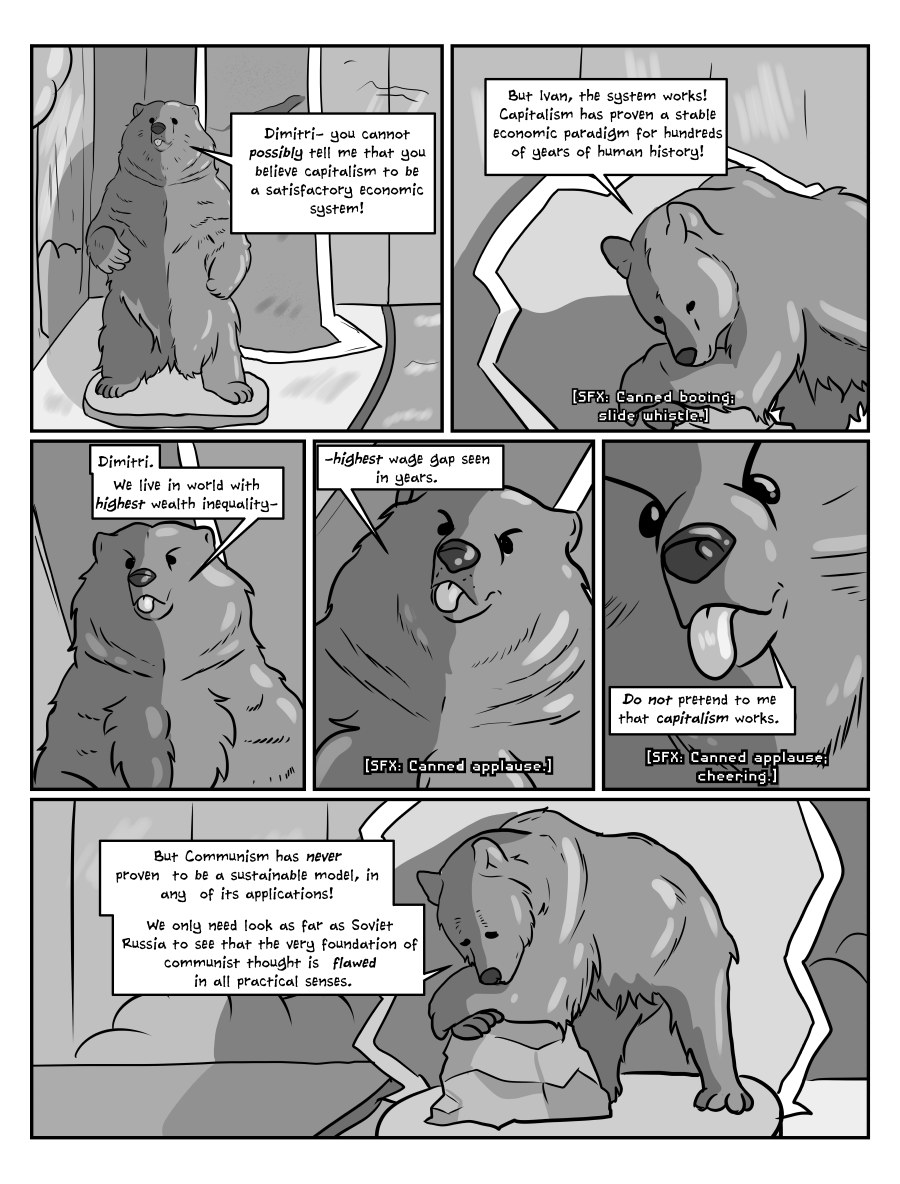 Dimitri- you cannot
possibly tell me that you
believe capitalism to be
a satisfactory economic
system!
But Ivan, the system works!
Capitalism has proven a stable
economic paradigm for hundreds
of years of human history!
[SFX: Canned booing;
slide whistle.]
Dimitri.
We live in world with
highest wealth inequality-
-highest wage gap seen
in years.
[SFX: Canned applause.]
Do not pretend to me
that capitalism works.
[SFX: Canned applause;
cheering.]
But Communism has never
proven to be a sustainable model, in
any of its applications!
We only need look as far as Soviet
Russia to see that the very foundation of
communist thought is flawed
in all practical senses.